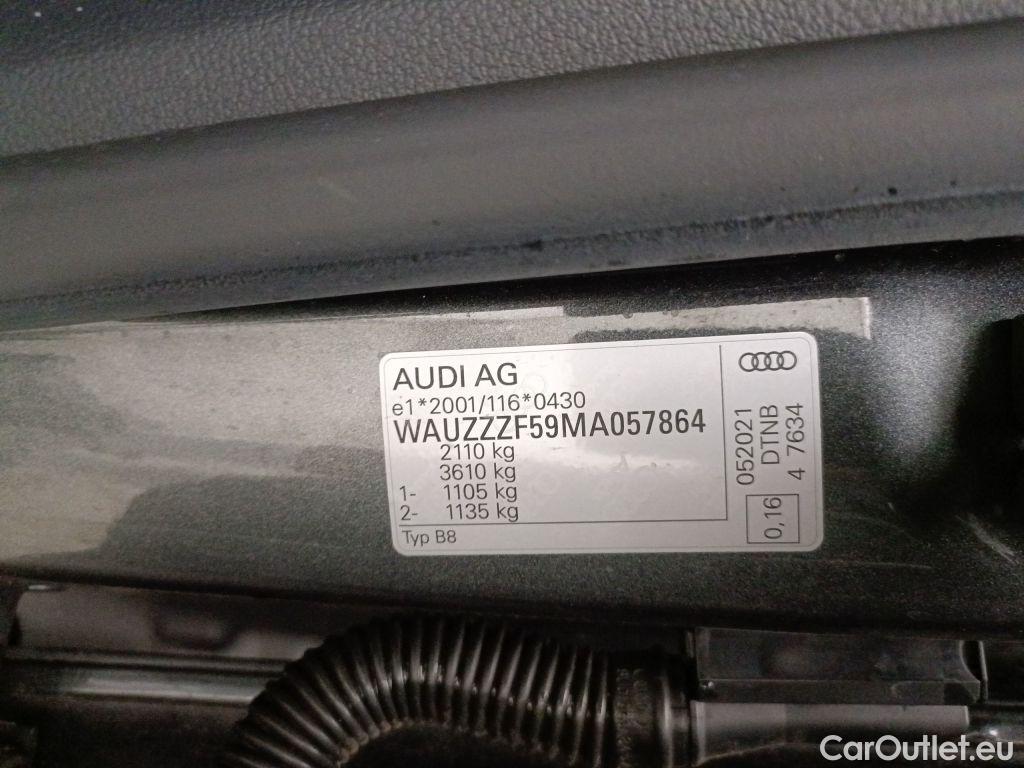 AUDI AG
e1*2001/116*0430
WAUZZZF59MA057864
2110 kg
3610 kg
1- 1105 kg
2- 1135 kg
Typ B8
052021
DTNB
4 7634
0,16
CarOutlet.eu